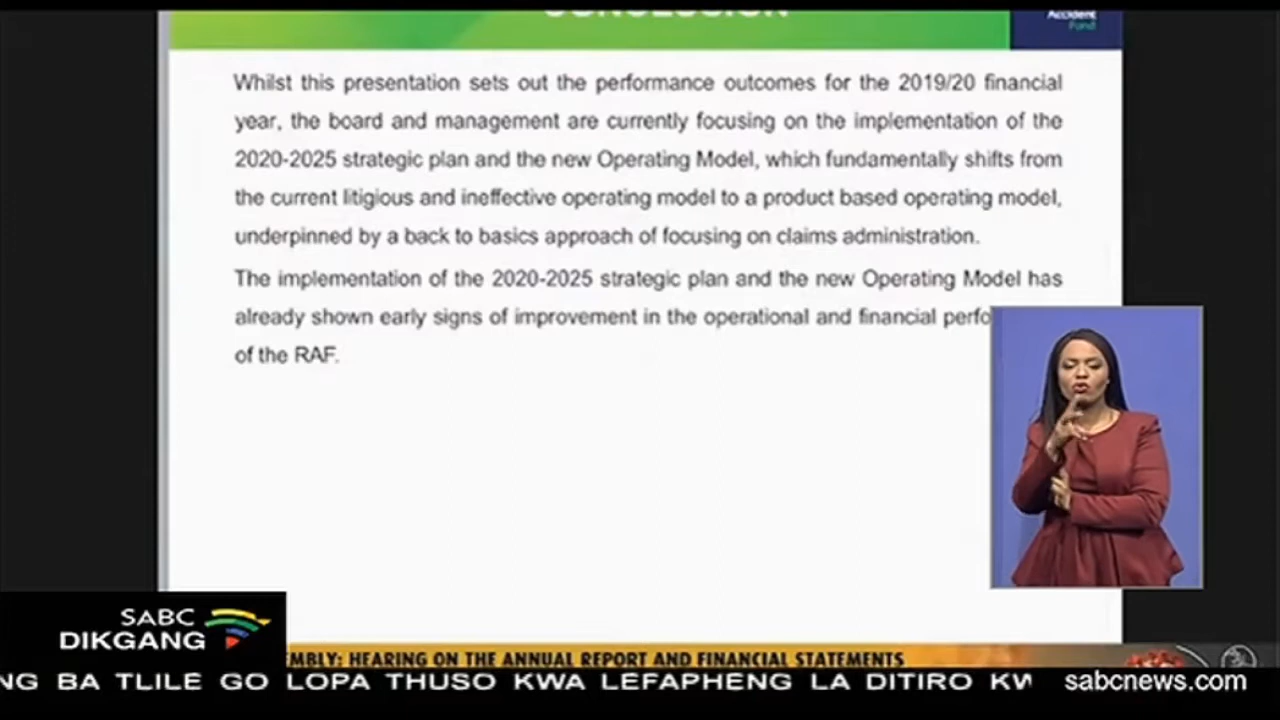 CONCLUSION
Accident
Fund
Whilst this presentation sets out the performance outcomes for the 2019/20 financial
year, the board and management are currently focusing on the implementation of the
2020-2025 strategic plan and the new Operating Model, which fundamentally shifts from
the current litigious and ineffective operating model to a product based operating model,
underpinned by a back to basics approach of focusing on claims administration.
The implementation of the 2020-2025 strategic plan and the new Operating Model has
already shown early signs of improvement in the operational and financial perfo
of the RAF.
SABC
DIKGANG
EMBLY: HEARING ON THE ANNUAL REPORT AND FINANCIAL STATEMENTS
NG BA TLILE GO LOPA THUSO KWA LEFAPHENG LA DITIRO KW
sabcnews.com